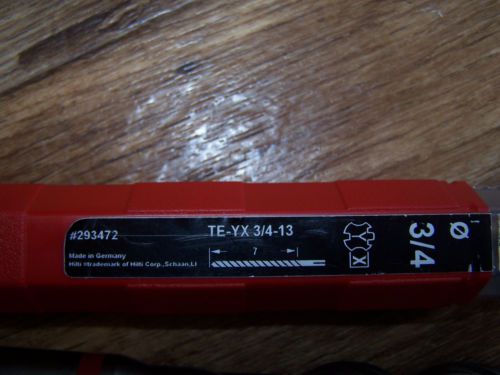 #293472
TE-YX 3/4-13
Made in Germany
Hilti ®trademark of Hilti Corp.,Schaan,LI
7
X
Ø
3/4